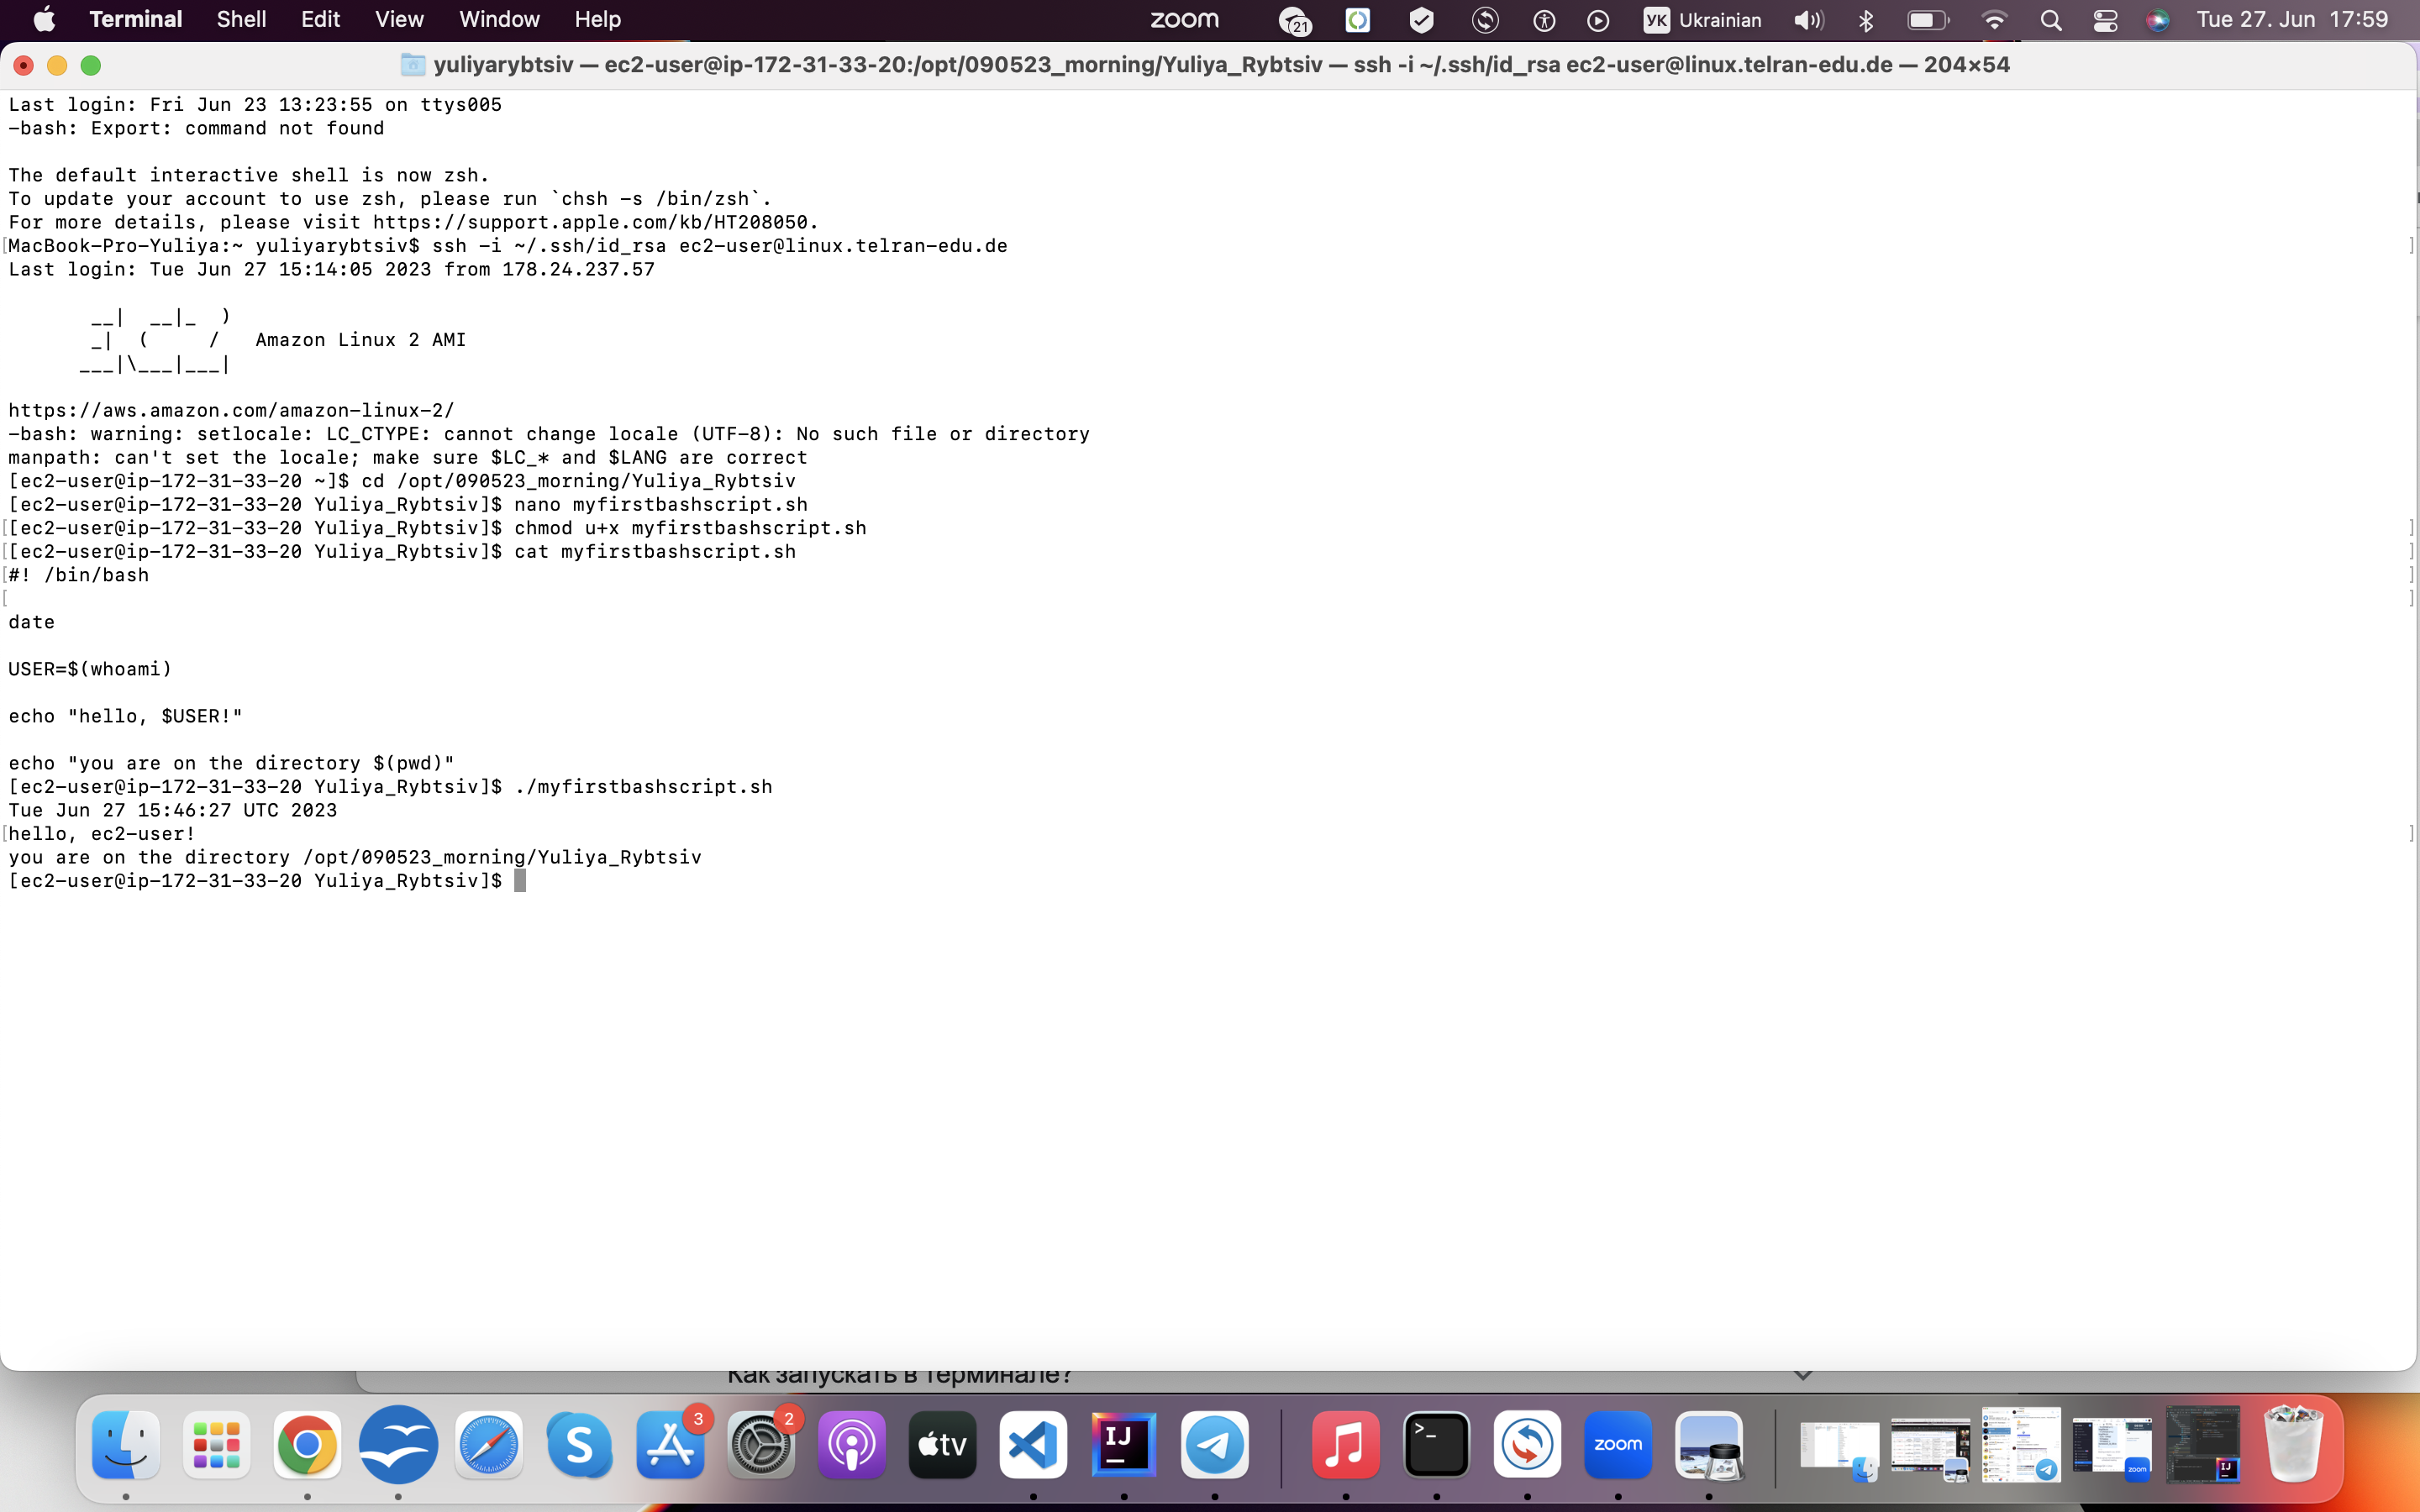 Terminal Shell Edit View Window Help zoom 21 УК Ukrainian Tue 27. Jun 17:59
yuliyarybtsiv — ec2-user@ip-172-31-33-20:/opt/090523_morning/Yuliya_Rybtsiv — ssh -i ~/.ssh/id_rsa ec2-user@linux.telran-edu.de — 204×54
Last login: Fri Jun 23 13:23:55 on ttys005
-bash: Export: command not found
The default interactive shell is now zsh.
To update your account to use zsh, please run `chsh -s /bin/zsh`.
For more details, please visit https://support.apple.com/kb/HT208050.
[MacBook-Pro-Yuliya:~ yuliyarybtsiv$ ssh -i ~/.ssh/id_rsa ec2-user@linux.telran-edu.de ]
Last login: Tue Jun 27 15:14:05 2023 from 178.24.237.57
       __|  __|_  )
       _|  (     /   Amazon Linux 2 AMI
      ___|\___|___|
https://aws.amazon.com/amazon-linux-2/
-bash: warning: setlocale: LC_CTYPE: cannot change locale (UTF-8): No such file or directory
manpath: can't set the locale; make sure $LC_* and $LANG are correct
[ec2-user@ip-172-31-33-20 ~]$ cd /opt/090523_morning/Yuliya_Rybtsiv
[ec2-user@ip-172-31-33-20 Yuliya_Rybtsiv]$ nano myfirstbashscript.sh
[[ec2-user@ip-172-31-33-20 Yuliya_Rybtsiv]$ chmod u+x myfirstbashscript.sh ]
[[ec2-user@ip-172-31-33-20 Yuliya_Rybtsiv]$ cat myfirstbashscript.sh ]
[#! /bin/bash ]
[ ]
date
USER=$(whoami)
echo "hello, $USER!"
echo "you are on the directory $(pwd)"
[ec2-user@ip-172-31-33-20 Yuliya_Rybtsiv]$ ./myfirstbashscript.sh
Tue Jun 27 15:46:27 UTC 2023
[hello, ec2-user! ]
you are on the directory /opt/090523_morning/Yuliya_Rybtsiv
[ec2-user@ip-172-31-33-20 Yuliya_Rybtsiv]$
Как запускать в терминале?
S 3 2 tv IJ >_ zoom zoom IJ